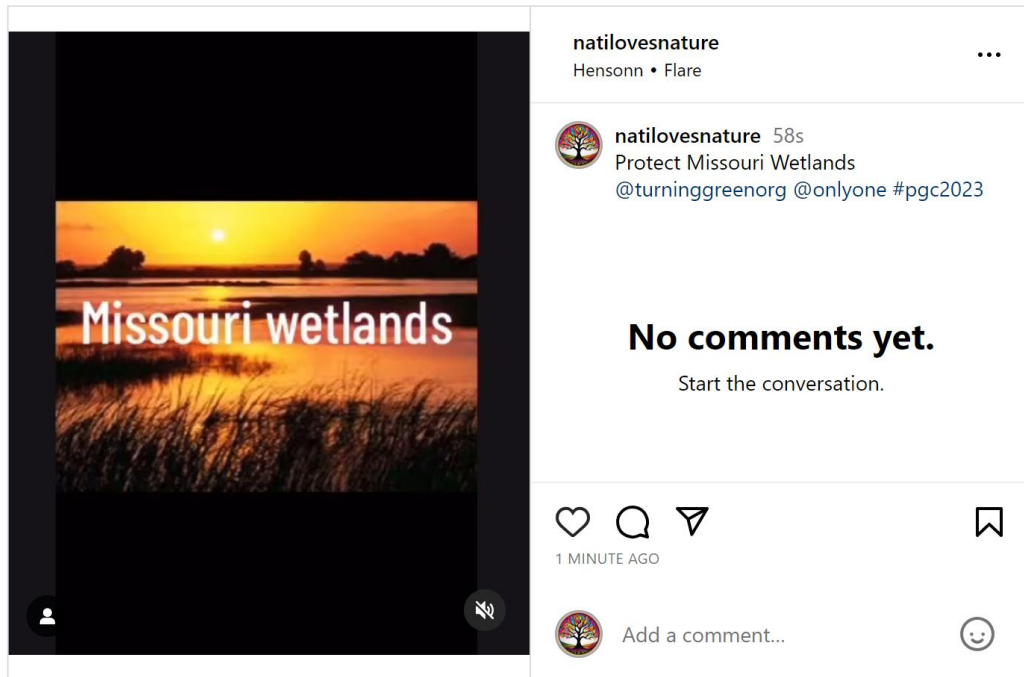 Missouri wetlands
natilovesnature
Hensonn • Flare
natilovesnature 58s
Protect Missouri Wetlands
@turninggreenorg @onlyone #pgc2023
No comments yet.
Start the conversation.
1 MINUTE AGO
Add a comment...